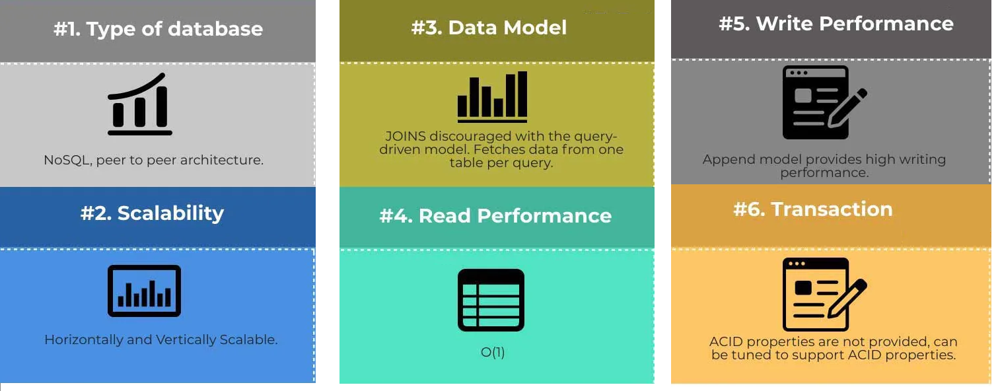 #1. Type of database
NoSQL, peer to peer architecture.
#2. Scalability
Horizontally and Vertically Scalable.
#3. Data Model
JOINS discouraged with the query-
driven model. Fetches data from one
table per query.
#4. Read Performance
O(1)
#5. Write Performance
Append model provides high writing
performance.
#6. Transaction
ACID properties are not provided, can
be tuned to support ACID properties.